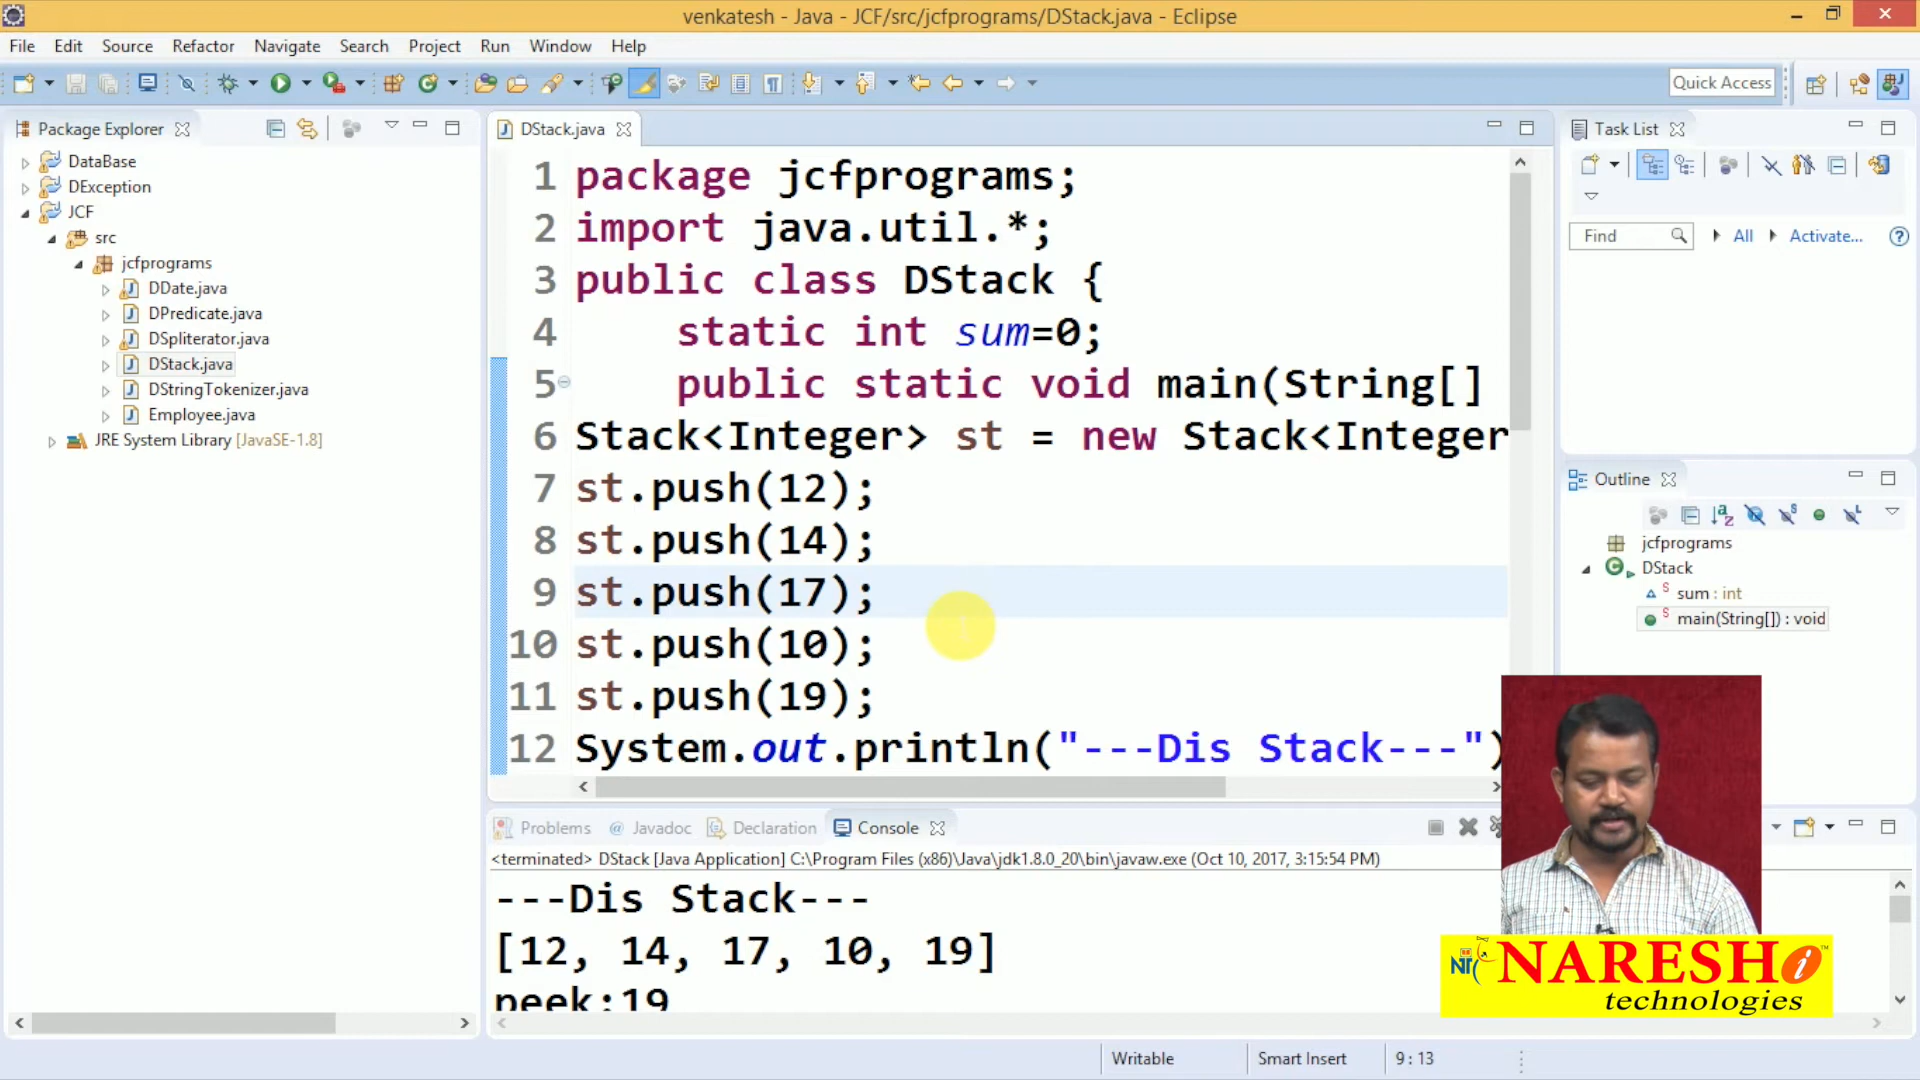 venkatesh - Java - JCF/src/jcfprograms/DStack.java - Eclipse
File Edit Source Refactor Navigate Search Project Run Window Help
Quick Access
Package Explorer
DataBase
DException
JCF
src
jcfprograms
DDate.java
DPredicate.java
DSpliterator.java
DStack.java
DStringTokenizer.java
Employee.java
JRE System Library [JavaSE-1.8]
DStack.java
1 package jcfprograms;
2 import java.util.*;
3 public class DStack {
4 static int sum=0;
5 public static void main(String[]
6 Stack<Integer> st = new Stack<Integer
7 st.push(12);
8 st.push(14);
9 st.push(17);
10 st.push(10);
11 st.push(19);
12 System.out.println("---Dis Stack---")
Task List
Find All Activate...
Outline
jcfprograms
DStack
sum : int
main(String[]) : void
Problems @ Javadoc Declaration Console
<terminated> DStack [Java Application] C:\Program Files (x86)\Java\jdk1.8.0_20\bin\javaw.exe (Oct 10, 2017, 3:15:54 PM)
---Dis Stack---
[12, 14, 17, 10, 19]
peek:19
NARESH i
technologies
Writable Smart Insert 9 : 13